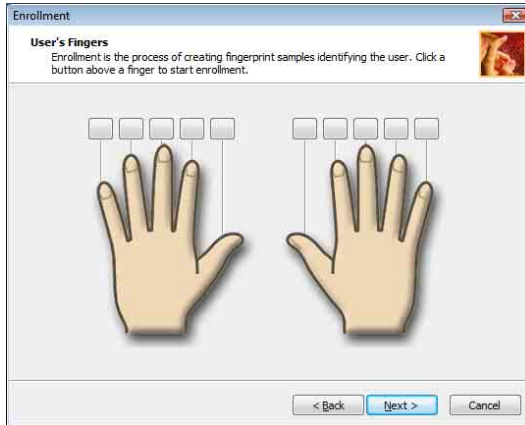 Enrollment
User's Fingers
Enrollment is the process of creating fingerprint samples identifying the user. Click a
button above a finger to start enrollment.
< Back
Next >
Cancel